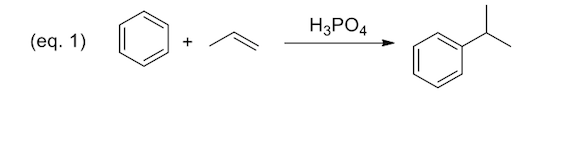 H₃PO₄
(eq. 1) +